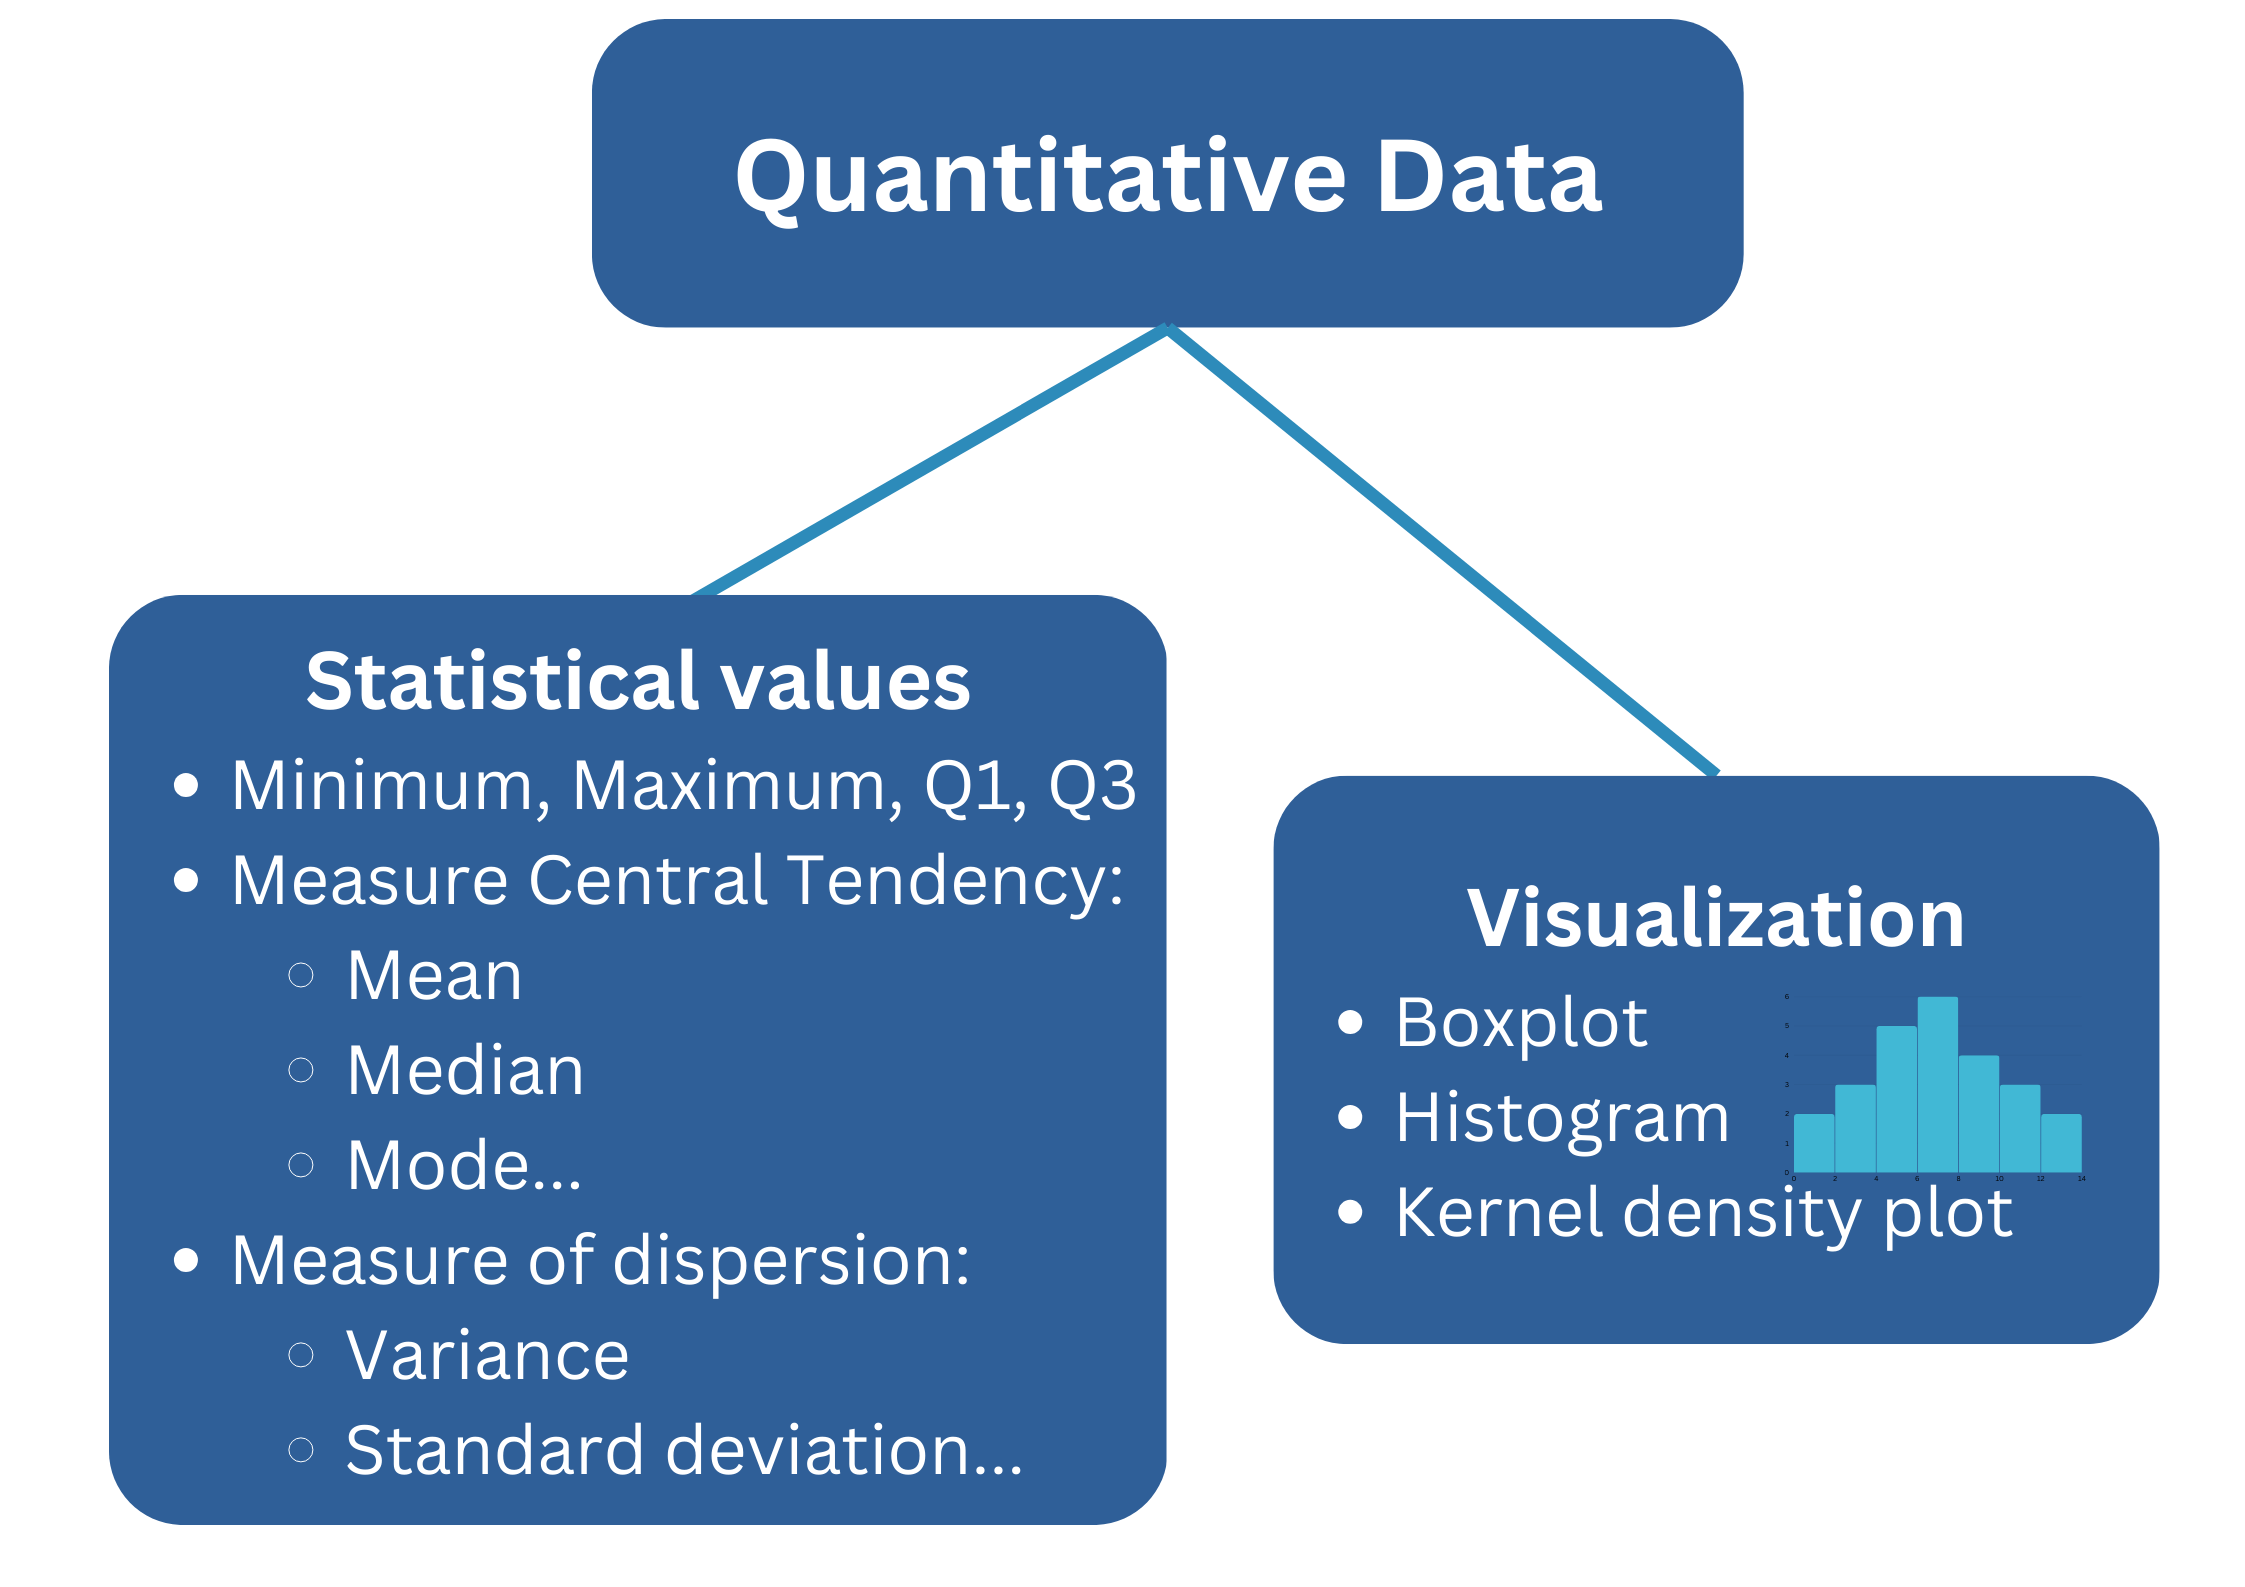 Quantitative Data
Statistical values
• Minimum, Maximum, Q1, Q3
• Measure Central Tendency:
○ Mean
○ Median
○ Mode...
• Measure of dispersion:
○ Variance
○ Standard deviation...
Visualization
• Boxplot
• Histogram
• Kernel density plot
6
5
4
3
2
1
0
0 2 4 6 8 10 12 14